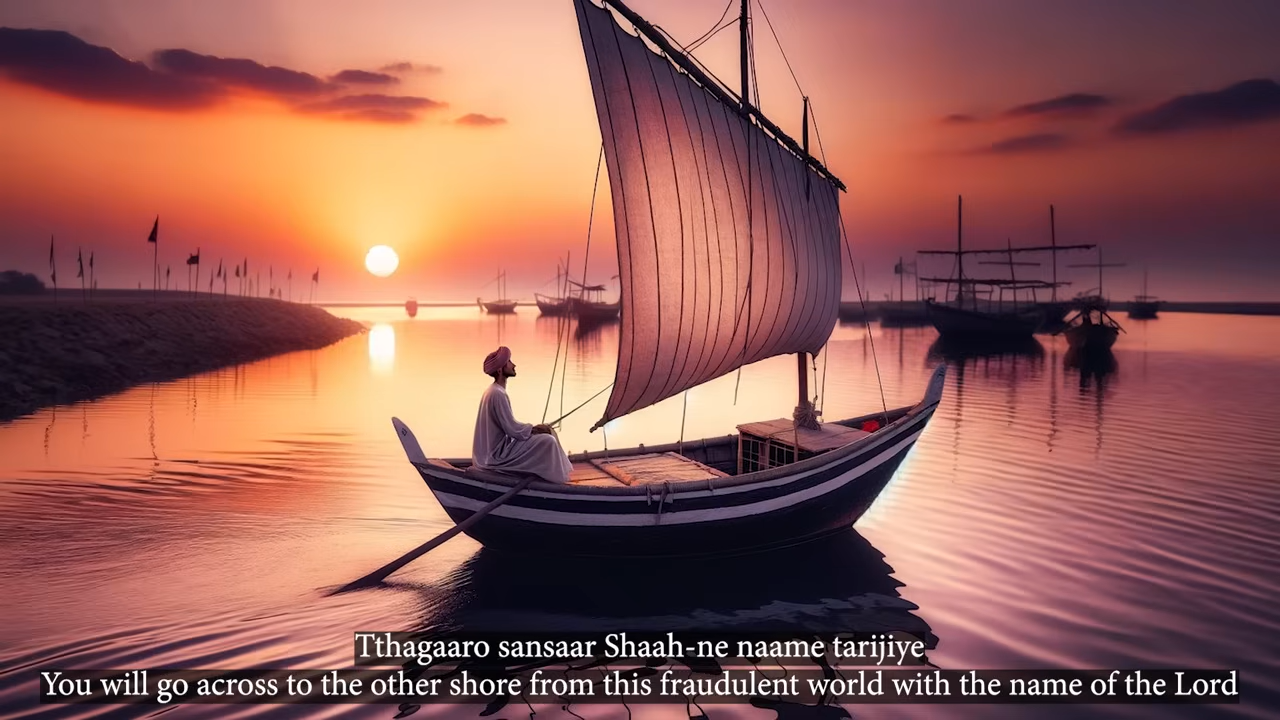 Tthagaaro sansaar Shaah-ne naame tarijiye
You will go across to the other shore from this fraudulent world with the name of the Lord